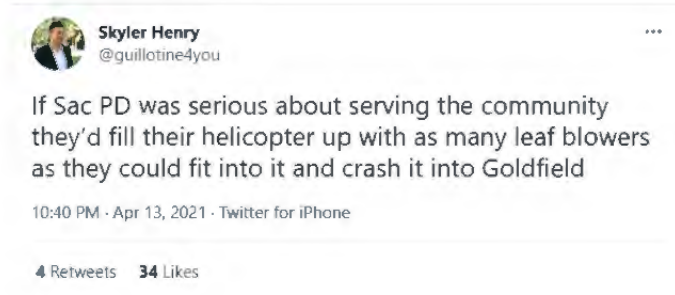 Skyler Henry
@guillotine4you
If Sac PD was serious about serving the community
they'd fill their helicopter up with as many leaf blowers
as they could fit into it and crash it into Goldfield
10:40 PM · Apr 13, 2021 · Twitter for iPhone
4 Retweets 34 Likes